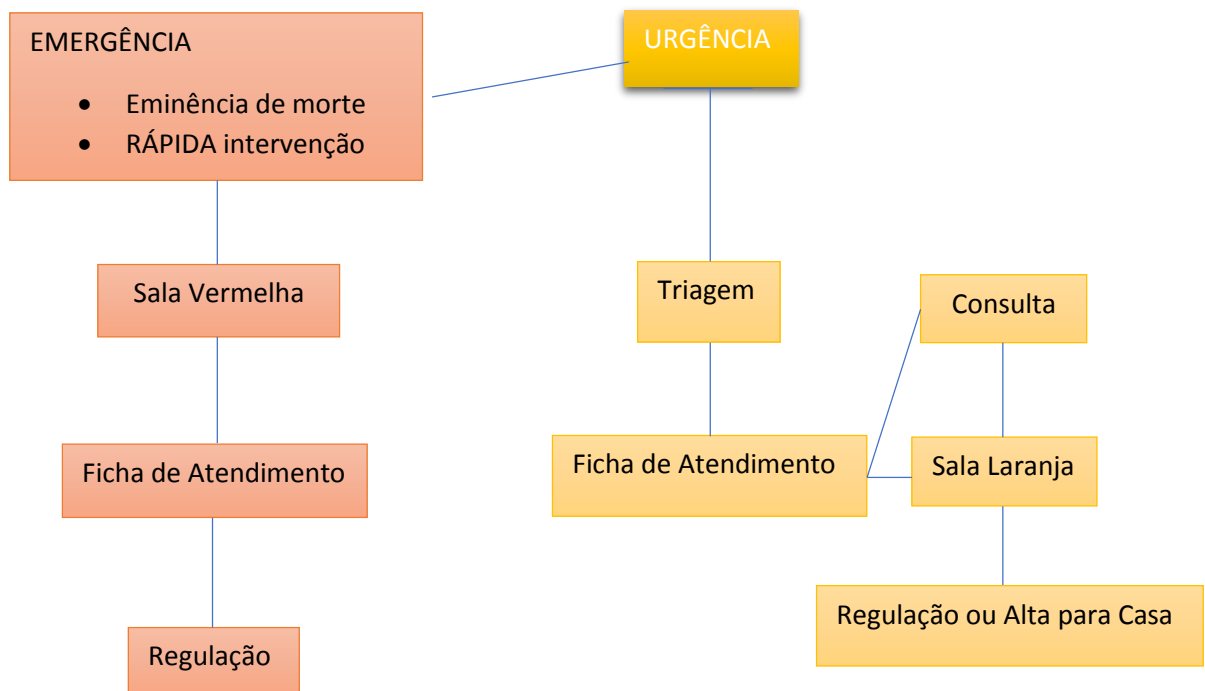 EMERGÊNCIA
• Eminência de morte
• RÁPIDA intervenção
URGÊNCIA
Sala Vermelha
Triagem
Consulta
Ficha de Atendimento
Ficha de Atendimento
Sala Laranja
Regulação ou Alta para Casa
Regulação